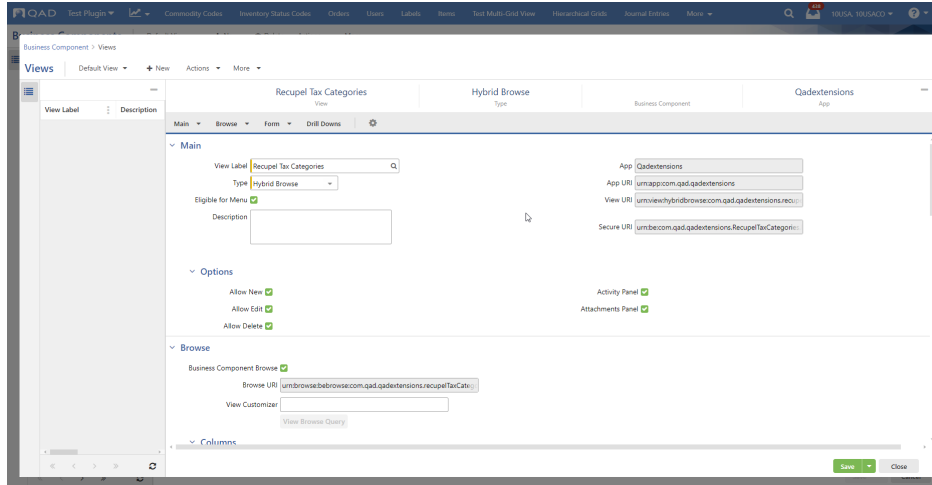 QAD Test Plugin Commodity Codes Inventory Status Codes Orders Users Labels Items Test Multi-Grid View Hierarchical Grids Journal Entries More 10USA, 10USACO
Business Component > Views
Views Default View + New Actions More
Recupel Tax Categories Hybrid Browse Qadextensions
View Type Business Component App
View Label Description
Main Browse Form Drill Downs
Main
View Label Recupel Tax Categories App Qadextensions
Type Hybrid Browse App URI urn:app:com.qad.qadextensions
Eligible for Menu View URI urn:view:hybridbrowse:com.qad.qadextensions.recup
Description Secure URI urn:be:com.qad.qadextensions.RecupelTaxCategorie
Options
Allow New Activity Panel
Allow Edit Attachments Panel
Allow Delete
Browse
Business Component Browse
Browse URI urn:browse:bebrowse:com.qad.qadextensions.recupelTaxCateg
View Customizer
View Browse Query
Columns
Save Close